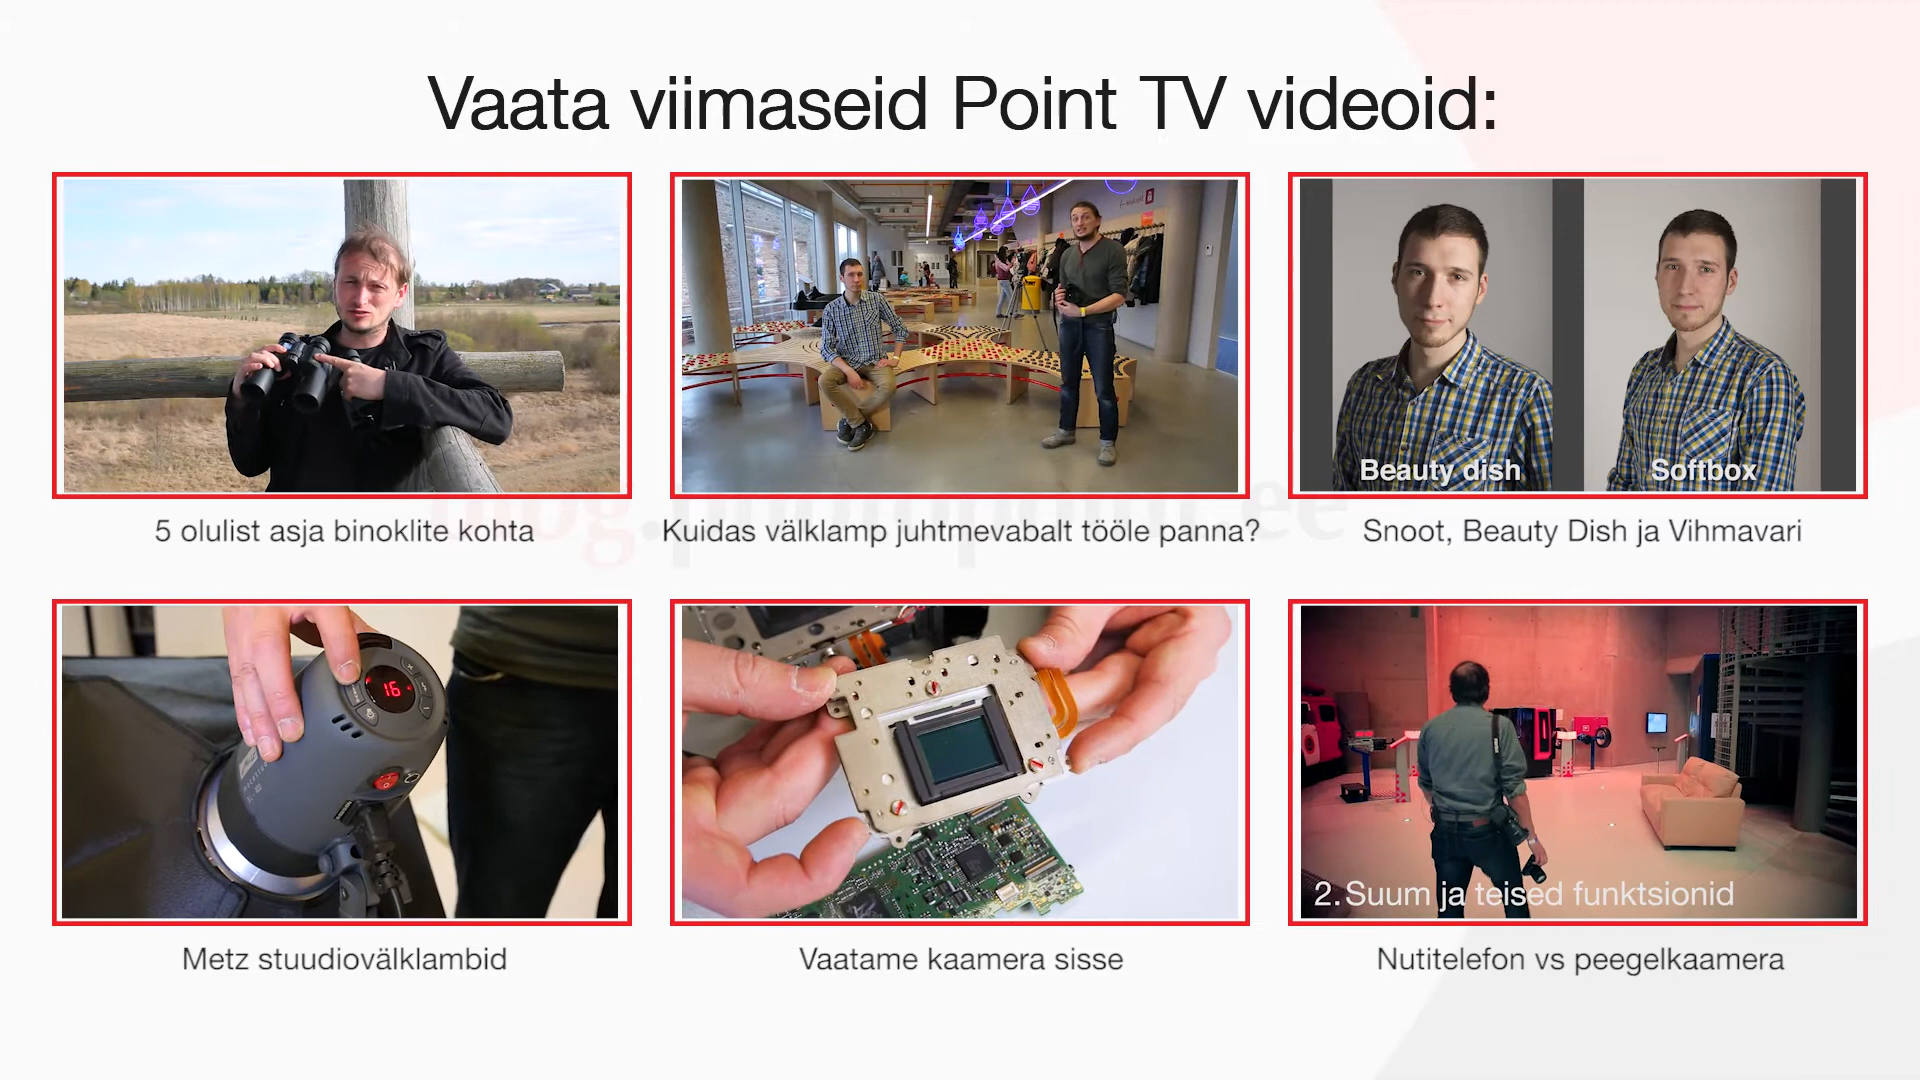 Vaata viimaseid Point TV videoid:
Beauty dish
Softbox
5 olulist asja binoklite kohta
Kuidas välklamp juhtmevabalt tööle panna?
Snoot, Beauty Dish ja Vihmavari
16
2. Suum ja teised funktsionid
Metz stuudiovälklambid
Vaatame kaamera sisse
Nutitelefon vs peegelkaamera